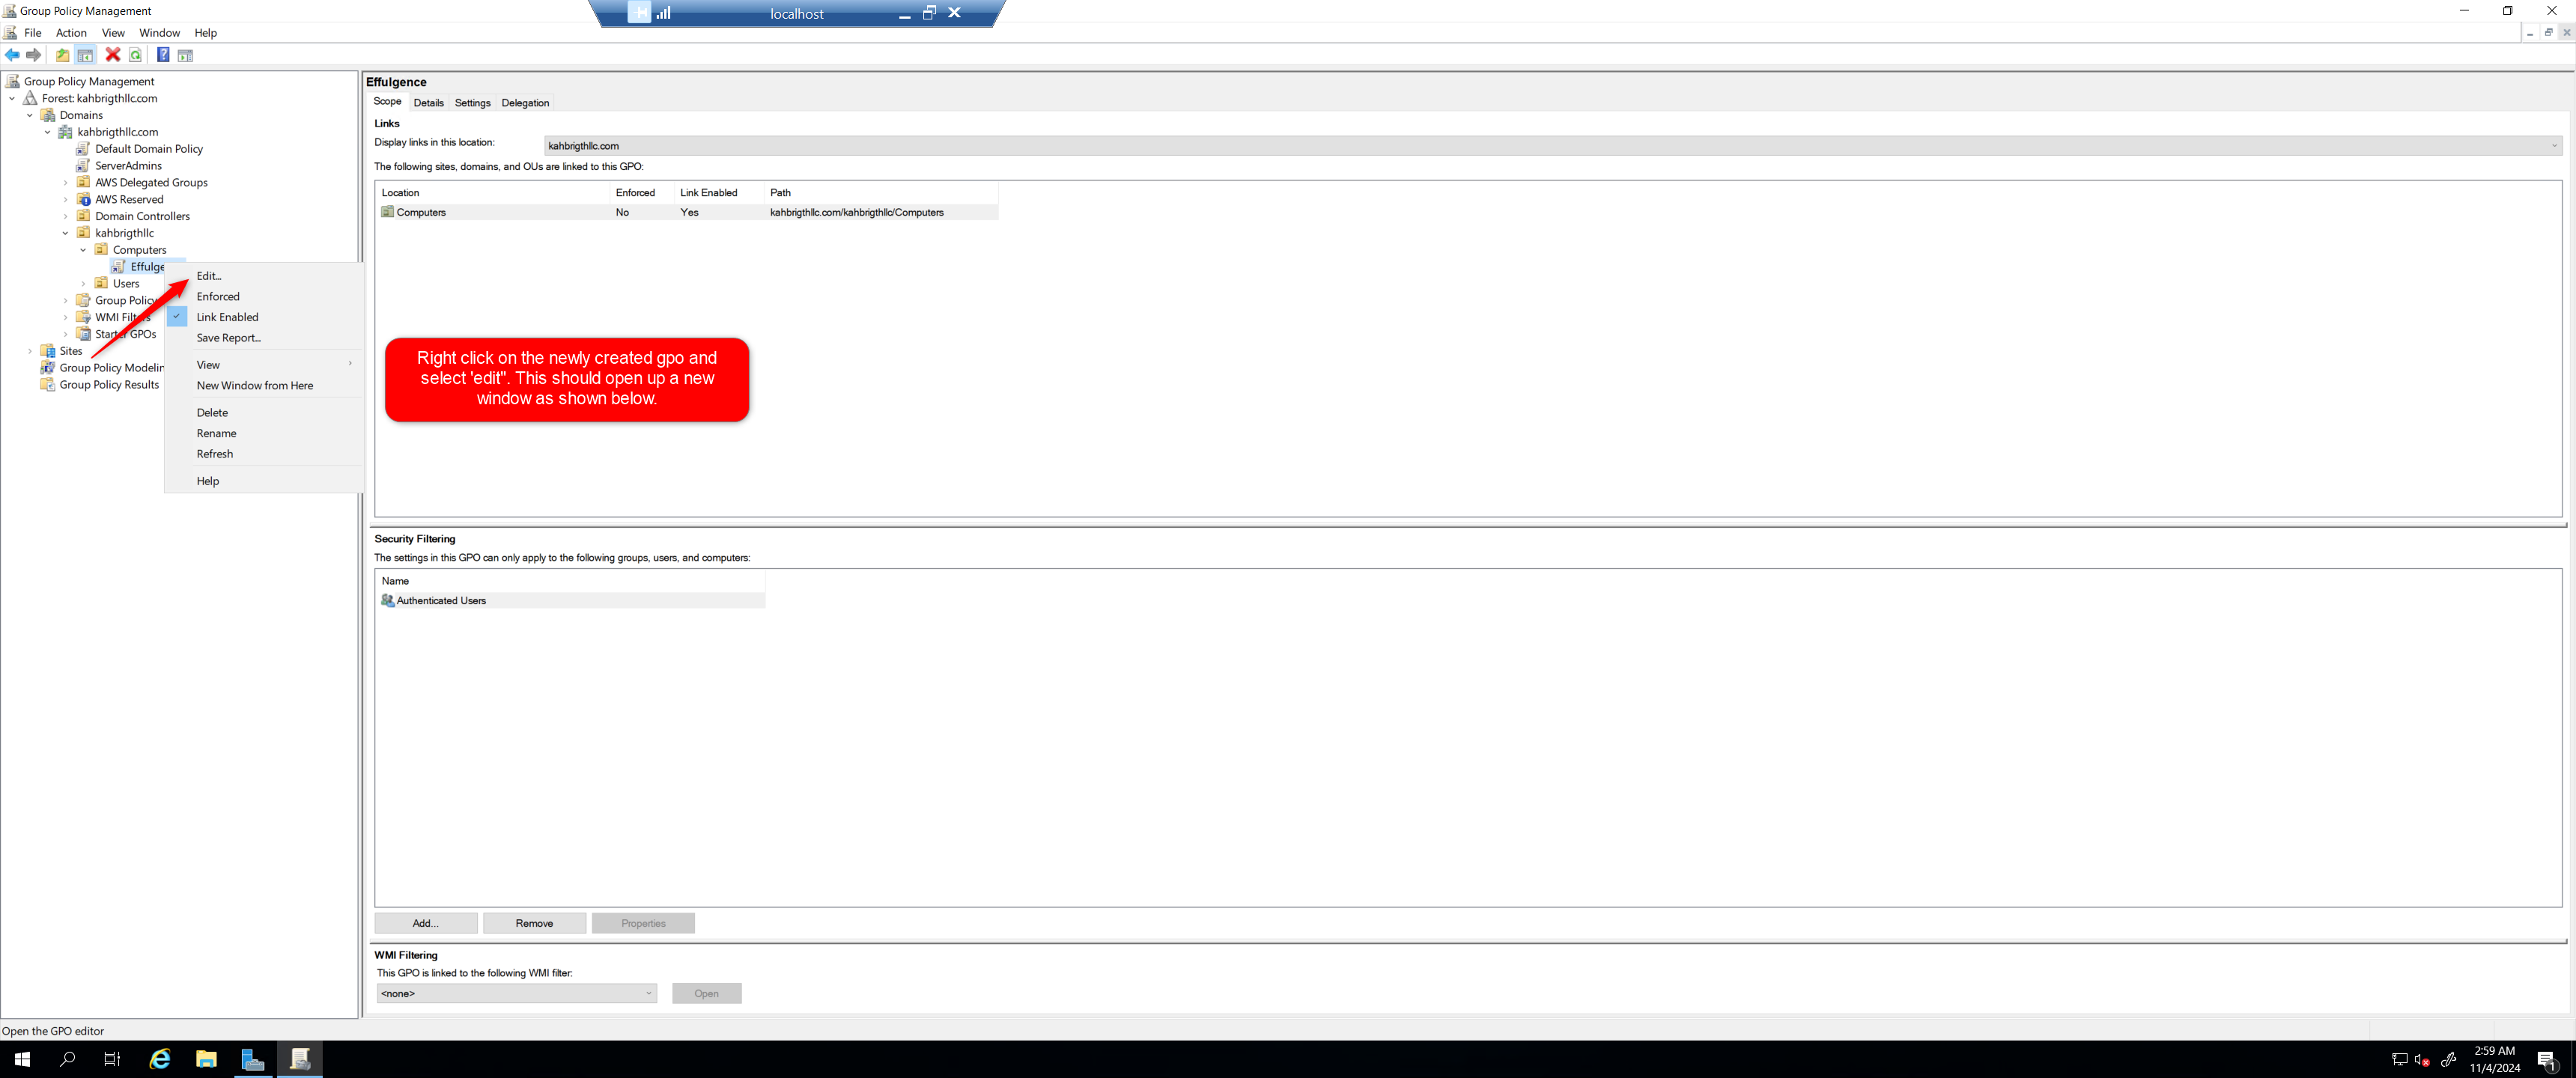 Group Policy Management
localhost
File Action View Window Help
Group Policy Management
Forest: kahbrigthllc.com
Domains
kahbrigthllc.com
Default Domain Policy
ServerAdmins
AWS Delegated Groups
AWS Reserved
Domain Controllers
kahbrigthllc
Computers
Effulge
Users
Group Policy
WMI Filters
Starter GPOs
Sites
Group Policy Modelin
Group Policy Results
Edit...
Enforced
Link Enabled
Save Report...
View
New Window from Here
Delete
Rename
Refresh
Help
Effulgence
Scope Details Settings Delegation
Links
Display links in this location:
kahbrigthllc.com
The following sites, domains, and OUs are linked to this GPO:
Location Enforced Link Enabled Path
Computers No Yes kahbrigthllc.com/kahbrigthllc/Computers
Right click on the newly created gpo and
select 'edit". This should open up a new
window as shown below.
Security Filtering
The settings in this GPO can only apply to the following groups, users, and computers:
Name
Authenticated Users
Add... Remove Properties
WMI Filtering
This GPO is linked to the following WMI filter:
<none>
Open
Open the GPO editor
2:59 AM
11/4/2024
1